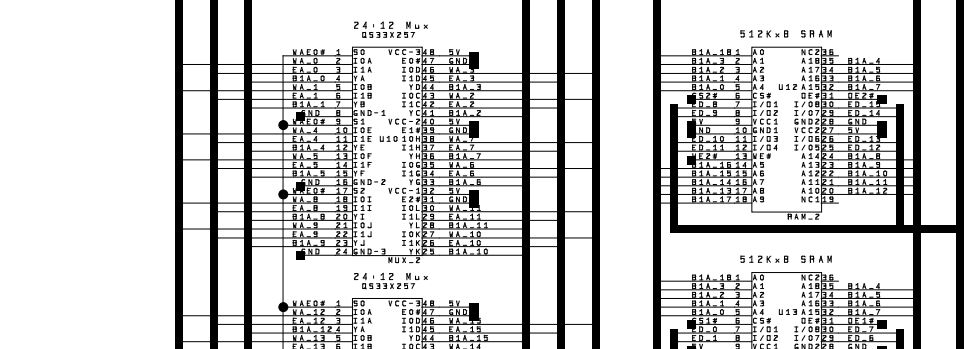 24:12 Mux
QS33X257
WAE0# 1 S0 VCC-3 48 5V
WA_0 2 I0A E0# 47 GND
EA_0 3 I1A I0D 46 WA_3
B1A_0 4 YA I1D 45 EA_3
WA_1 5 I0B YD 44 B1A_3
EA_1 6 I1B I0C 43 WA_2
B1A_1 7 YB I1C 42 EA_2
GND 8 GND-1 YC 41 B1A_2
WAE0# 9 S1 VCC-2 40 5V
WA_4 10 I0E E1# 39 GND
EA_4 11 I1E U10 I0H 38 WA_7
B1A_4 12 YE I1H 37 EA_7
WA_5 13 I0F YH 36 B1A_7
EA_5 14 I1F I0G 35 WA_6
B1A_5 15 YF I1G 34 EA_6
GND 16 GND-2 YG 33 B1A_6
WAE0# 17 S2 VCC-1 32 5V
WA_8 18 I0I E2# 31 GND
EA_8 19 I1I I0L 30 WA_11
B1A_8 20 YI I1L 29 EA_11
WA_9 21 I0J YL 28 B1A_11
EA_9 22 I1J I0K 27 WA_10
B1A_9 23 YJ I1K 26 EA_10
GND 24 GND-3 YK 25 B1A_10
MUX_2
24:12 Mux
QS33X257
WAE0# 1 S0 VCC-3 48 5V
WA_12 2 I0A E0# 47 GND
EA_12 3 I1A I0D 46 WA_15
B1A_12 4 YA I1D 45 EA_15
WA_13 5 I0B YD 44 B1A_15
EA_13 6 I1B I0C 43 WA_14
512Kx8 SRAM
B1A_18 1 A0 NC2 36
B1A_3 2 A1 A18 35 B1A_4
B1A_2 3 A2 A17 34 B1A_5
B1A_1 4 A3 A16 33 B1A_6
B1A_0 5 A4 U12 A15 32 B1A_7
CS2# 6 CS# OE# 31 OE2#
ED_8 7 I/O1 I/O8 30 ED_15
ED_9 8 I/O2 I/O7 29 ED_14
5V 9 VCC1 GND2 28 GND
GND 10 GND1 VCC2 27 5V
ED_10 11 I/O3 I/O6 26 ED_13
ED_11 12 I/O4 I/O5 25 ED_12
WE2# 13 WE# A14 24 B1A_8
B1A_16 14 A5 A13 23 B1A_9
B1A_15 15 A6 A12 22 B1A_10
B1A_14 16 A7 A11 21 B1A_11
B1A_13 17 A8 A10 20 B1A_12
B1A_17 18 A9 NC1 19
RAM_2
512Kx8 SRAM
B1A_18 1 A0 NC2 36
B1A_3 2 A1 A18 35 B1A_4
B1A_2 3 A2 A17 34 B1A_5
B1A_1 4 A3 A16 33 B1A_6
B1A_0 5 A4 U13 A15 32 B1A_7
CS1# 6 CS# OE# 31 OE1#
ED_0 7 I/O1 I/O8 30 ED_7
ED_1 8 I/O2 I/O7 29 ED_6
5V 9 VCC1 GND2 28 GND